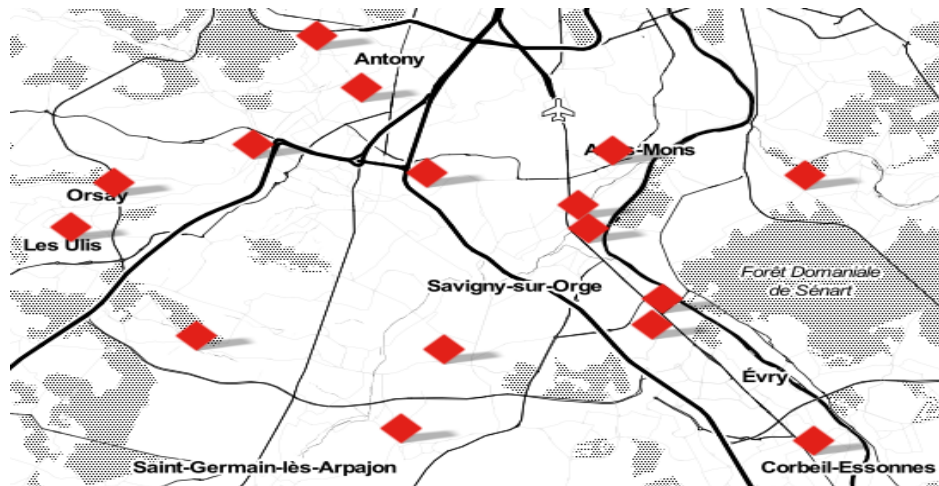 Antony
Orsay
Les Ulis
Savigny-sur-Orge
Forêt Domaniale
de Sénart
Évry
Saint-Germain-lès-Arpajon
Corbeil-Essonnes